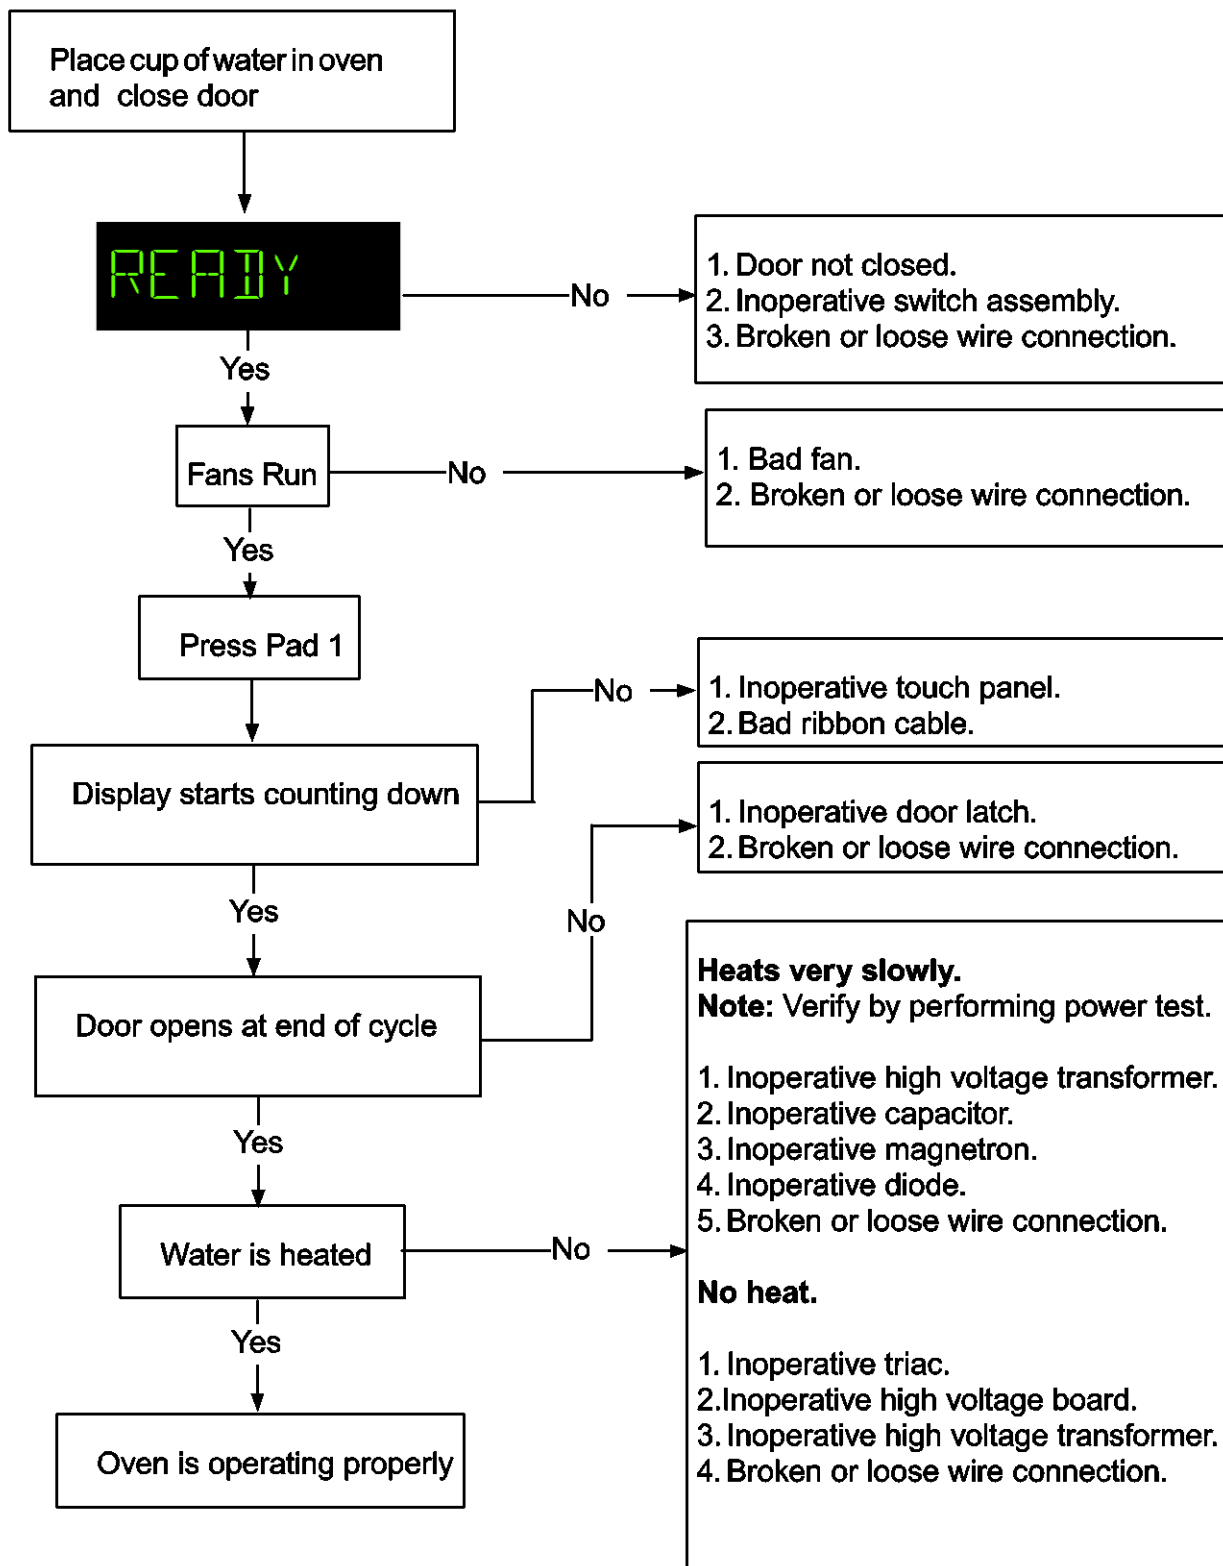 Place cup of water in oven
and close door
READY
No
1. Door not closed.
2. Inoperative switch assembly.
3. Broken or loose wire connection.
Yes
Fans Run
No
1. Bad fan.
2. Broken or loose wire connection.
Yes
Press Pad 1
No
1. Inoperative touch panel.
2. Bad ribbon cable.
Display starts counting down
1. Inoperative door latch.
2. Broken or loose wire connection.
Yes
No
Door opens at end of cycle
Heats very slowly.
Note: Verify by performing power test.
1. Inoperative high voltage transformer.
2. Inoperative capacitor.
3. Inoperative magnetron.
4. Inoperative diode.
5. Broken or loose wire connection.
Yes
Water is heated
No
No heat.
1. Inoperative triac.
2.Inoperative high voltage board.
3. Inoperative high voltage transformer.
4. Broken or loose wire connection.
Yes
Oven is operating properly